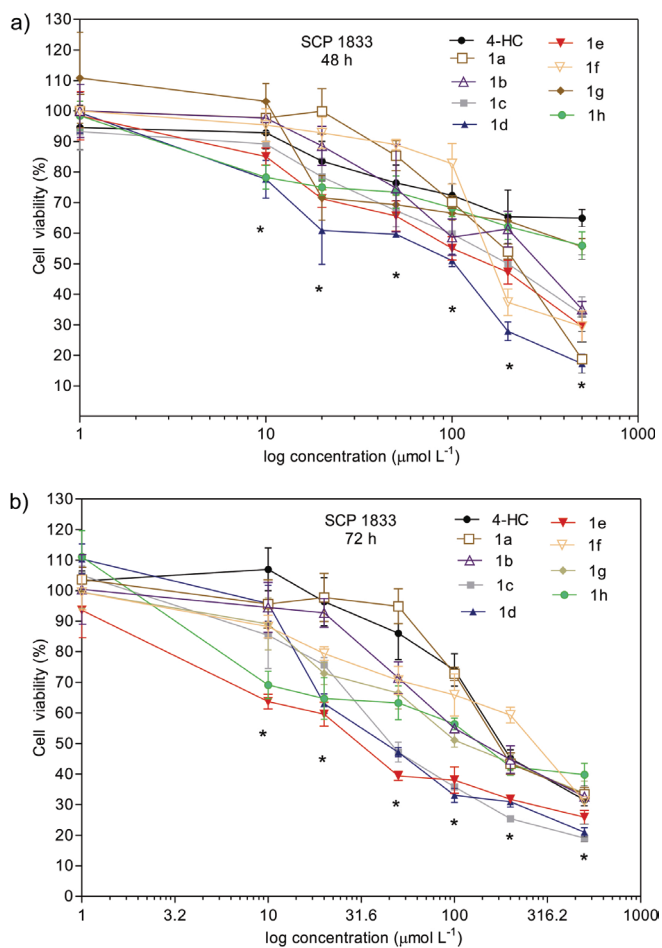 a)
130
120
110
100
90
80
70
60
50
40
30
20
10
Cell viability (%)
SCP 1833
48 h
4-HC
1a
1b
1c
1d
1e
1f
1g
1h
*
*
*
*
*
*
1
10
100
1000
log concentration (μmol L⁻¹)
b)
130
120
110
100
90
80
70
60
50
40
30
20
10
0
Cell viability (%)
SCP 1833
72 h
4-HC
1a
1b
1c
1d
1e
1f
1g
1h
*
*
*
*
*
*
1
3.2
10
31.6
100
316.2
1000
log concentration (μmol L⁻¹)